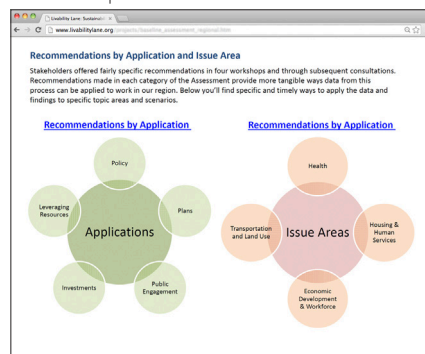 Livability Lane, Sustainab
www.livabilitylane.org/projects/baseline_assessment_regional.htm
Recommendations by Application and Issue Area
Stakeholders offered fairly specific recommendations in four workshops and through subsequent consultations.
Recommendations made in each category of the Assessment provide more tangible ways data from this
process can be applied to work in our region. Below you'll find specific and timely ways to apply the data and
findings to specific topic areas and scenarios.
Recommendations by Application
Policy
Leveraging
Resources
Plans
Applications
Investments
Public
Engagement
Recommendations by Application
Health
Transportation
and Land Use
Issue Areas
Housing &
Human
Services
Economic
Development
& Workforce